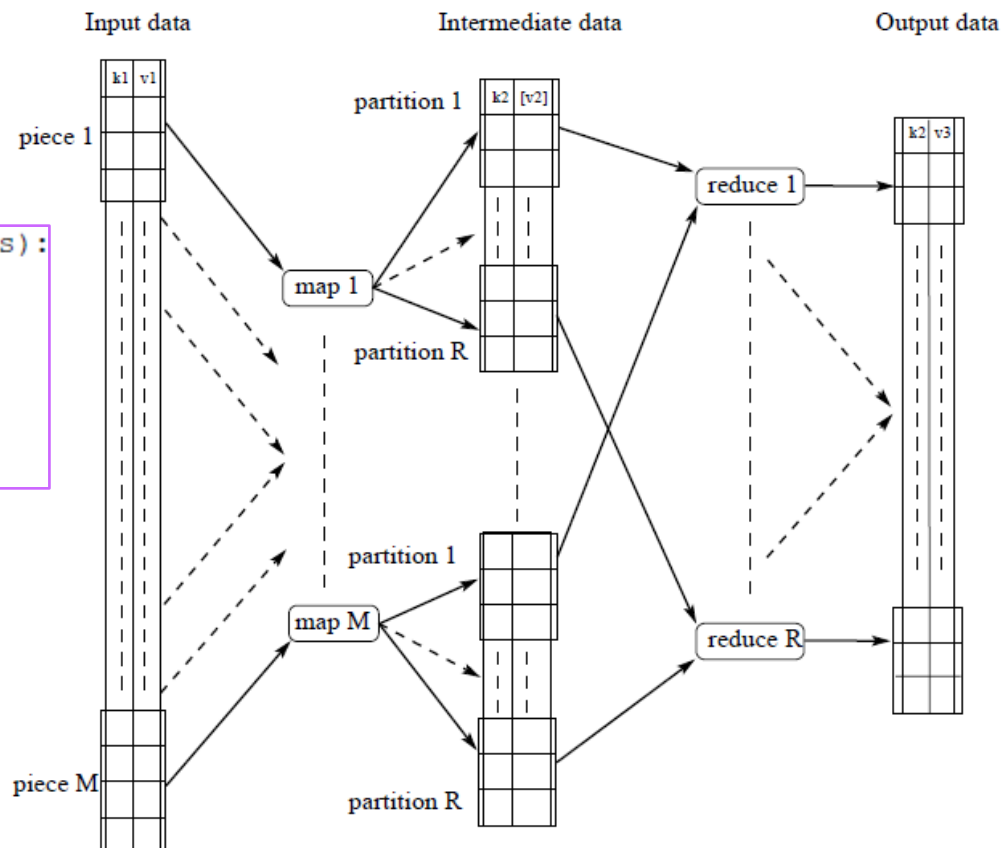 Input data
Intermediate data
Output data
k1 v1
partition 1
k2 [v2]
k2 v3
piece 1
reduce 1
s):
map 1
partition R
partition 1
map M
reduce R
piece M
partition R